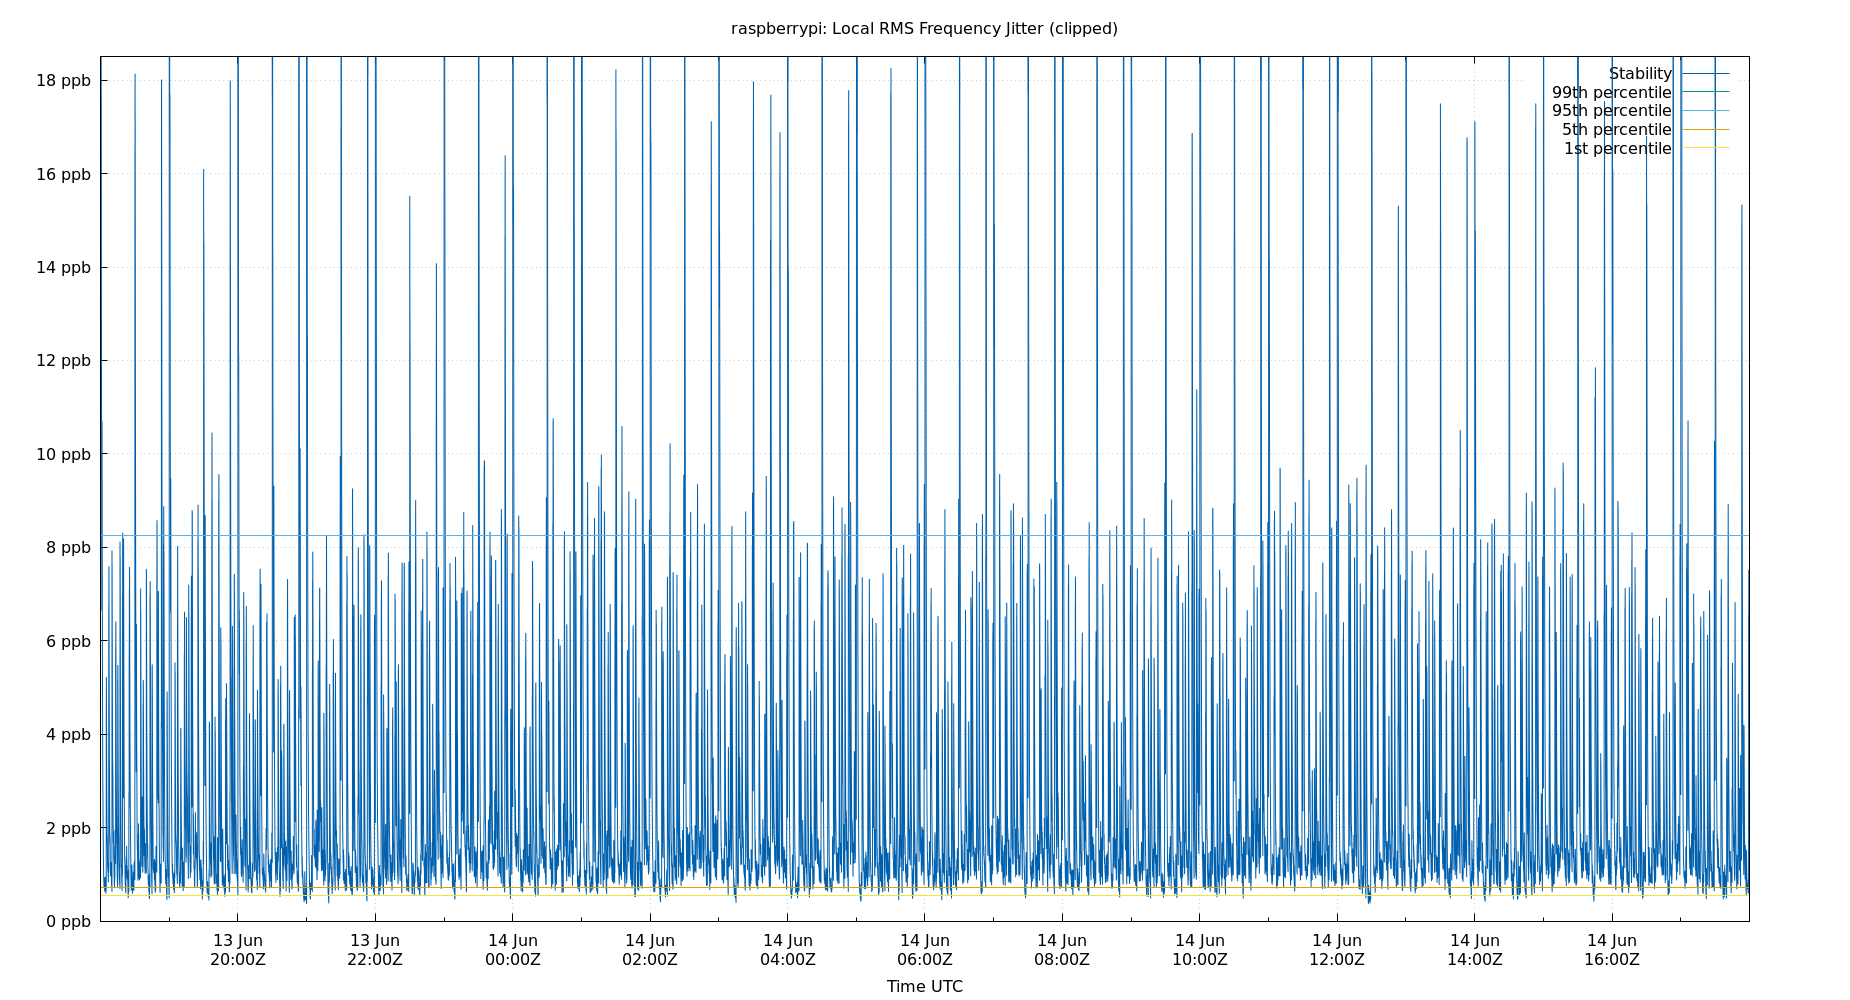 raspberrypi: Local RMS Frequency Jitter (clipped)
Stability
99th percentile
95th percentile
5th percentile
1st percentile
18 ppb
16 ppb
14 ppb
12 ppb
10 ppb
8 ppb
6 ppb
4 ppb
2 ppb
0 ppb
13 Jun 13 Jun 14 Jun 14 Jun 14 Jun 14 Jun 14 Jun 14 Jun 14 Jun 14 Jun 14 Jun
20:00Z 22:00Z 00:00Z 02:00Z 04:00Z 06:00Z 08:00Z 10:00Z 12:00Z 14:00Z 16:00Z
Time UTC